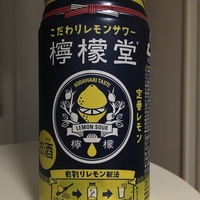 こだわりレモンサワー
檸檬堂
KODAWARI TASTE
LEMON SOUR
檸檬
定番レモン
お酒
前割りレモン製法